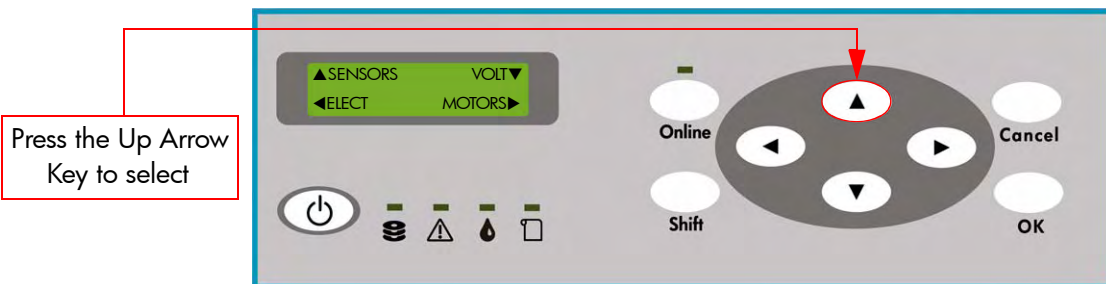 ▲SENSORS VOLT▼
◀ELECT MOTORS▶
Press the Up Arrow
Key to select
Online
Cancel
Shift
OK